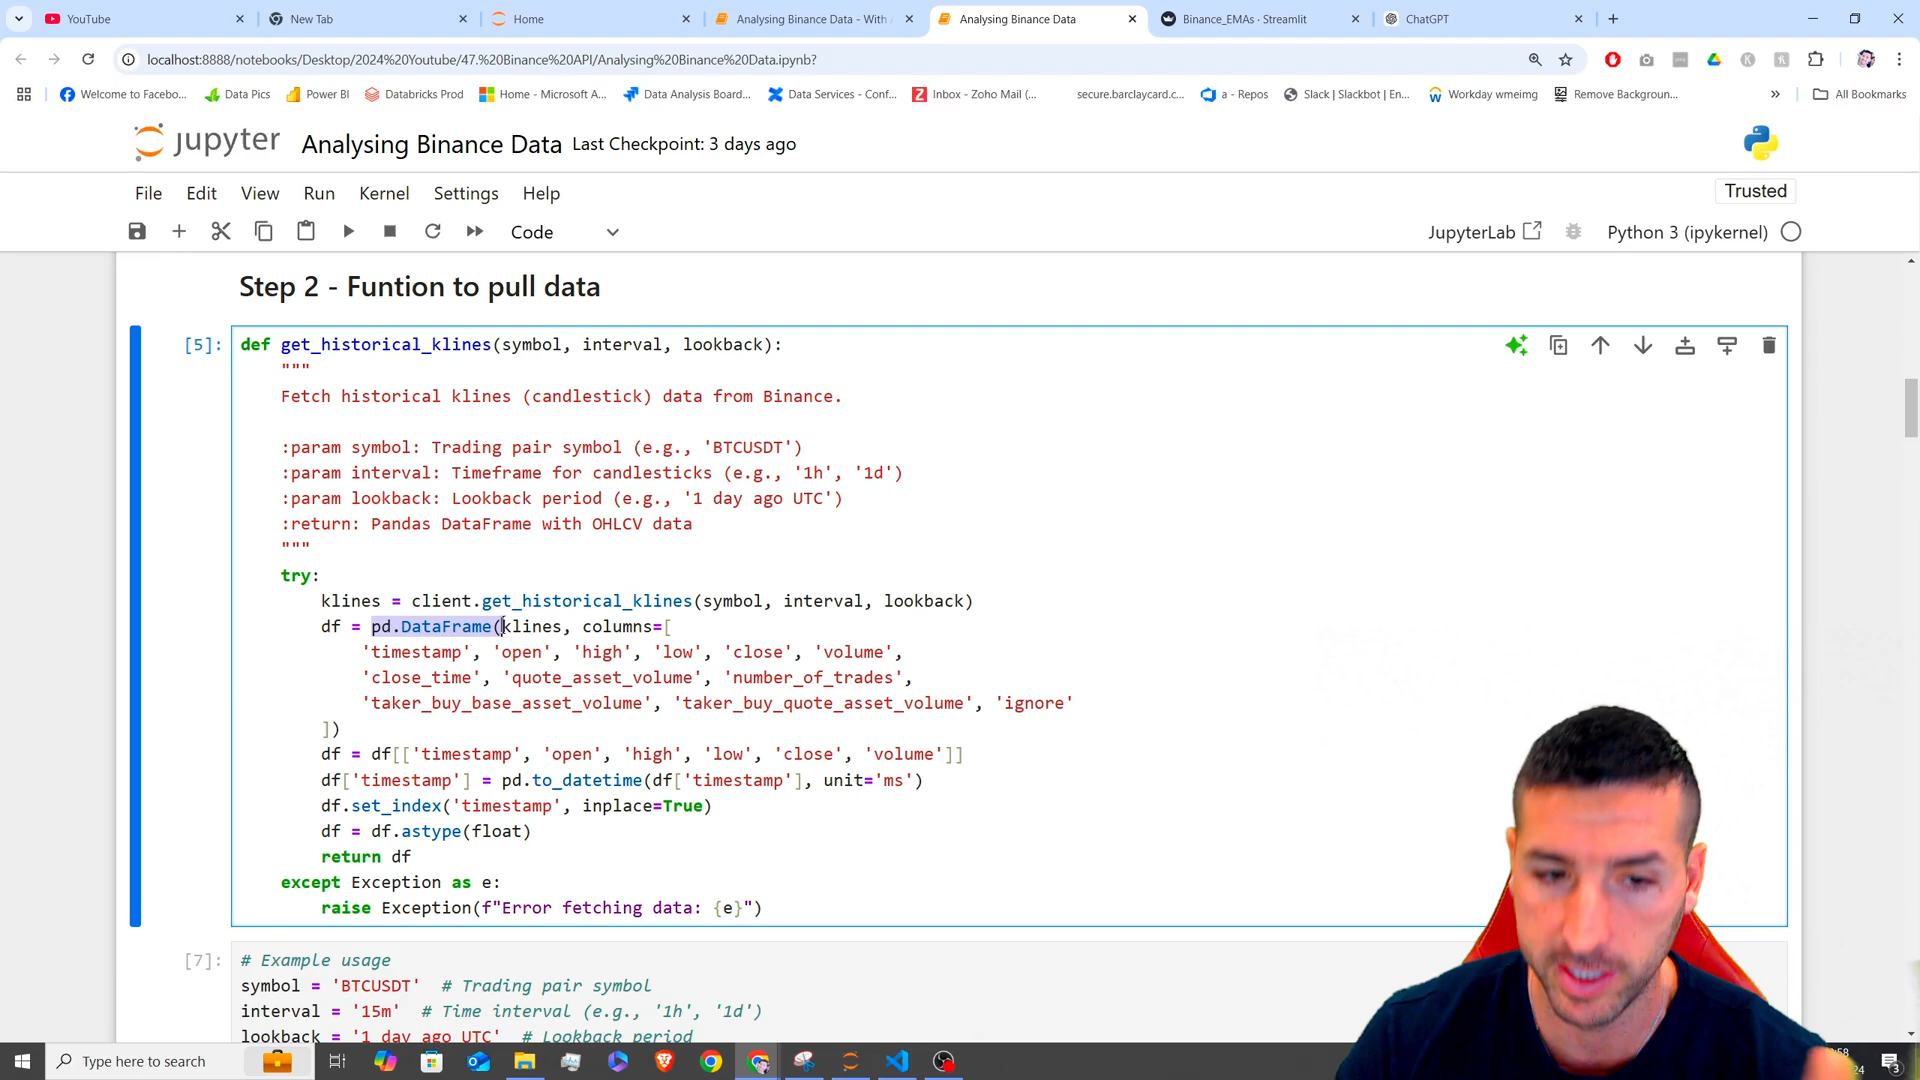 YouTube
New Tab
Home
Analysing Binance Data - With A
Analysing Binance Data
Binance_EMAs · Streamlit
ChatGPT
localhost:8888/notebooks/Desktop/2024%20Youtube/47.%20Binance%20API/Analysing%20Binance%20Data.ipynb?
Welcome to Facebo...
Data Pics
Power BI
Databricks Prod
Home - Microsoft A...
Data Analysis Board...
Data Services - Conf...
Inbox - Zoho Mail (...
secure.barclaycard.c...
a - Repos
Slack | Slackbot | En...
Workday wmeimg
Remove Backgroun...
All Bookmarks
jupyter Analysing Binance Data Last Checkpoint: 3 days ago
File Edit View Run Kernel Settings Help
Trusted
Code
JupyterLab
Python 3 (ipykernel)
Step 2 - Funtion to pull data
[5]:
def get_historical_klines(symbol, interval, lookback):
"""
Fetch historical klines (candlestick) data from Binance.
:param symbol: Trading pair symbol (e.g., 'BTCUSDT')
:param interval: Timeframe for candlesticks (e.g., '1h', '1d')
:param lookback: Lookback period (e.g., '1 day ago UTC')
:return: Pandas DataFrame with OHLCV data
"""
try:
klines = client.get_historical_klines(symbol, interval, lookback)
df = pd.DataFrame(klines, columns=[
'timestamp', 'open', 'high', 'low', 'close', 'volume',
'close_time', 'quote_asset_volume', 'number_of_trades',
'taker_buy_base_asset_volume', 'taker_buy_quote_asset_volume', 'ignore'
])
df = df[['timestamp', 'open', 'high', 'low', 'close', 'volume']]
df['timestamp'] = pd.to_datetime(df['timestamp'], unit='ms')
df.set_index('timestamp', inplace=True)
df = df.astype(float)
return df
except Exception as e:
raise Exception(f"Error fetching data: {e}")
[7]:
# Example usage
symbol = 'BTCUSDT' # Trading pair symbol
interval = '15m' # Time interval (e.g., '1h', '1d')
lookback = '1 day ago UTC' # Lookback period
Type here to search